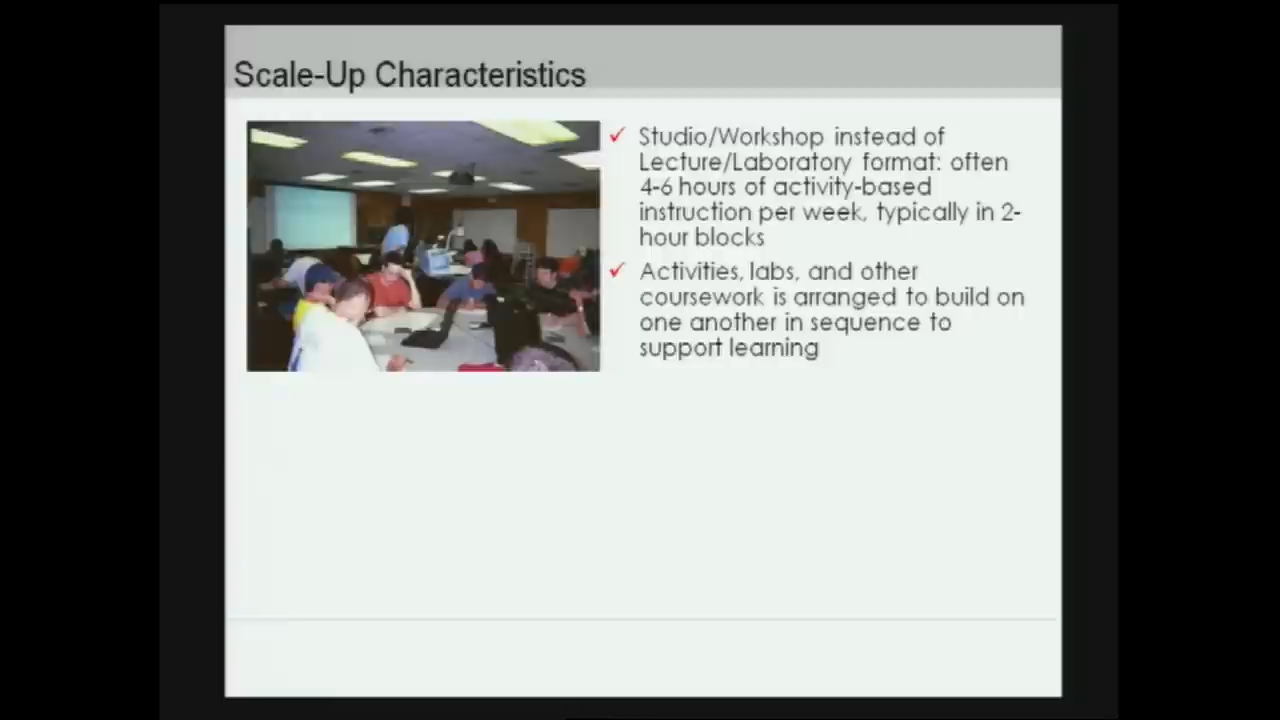 Scale-Up Characteristics
Studio/Workshop instead of
Lecture/Laboratory format: often
4-6 hours of activity-based
instruction per week, typically in 2-
hour blocks
Activities, labs, and other
coursework is arranged to build on
one another in sequence to
support learning